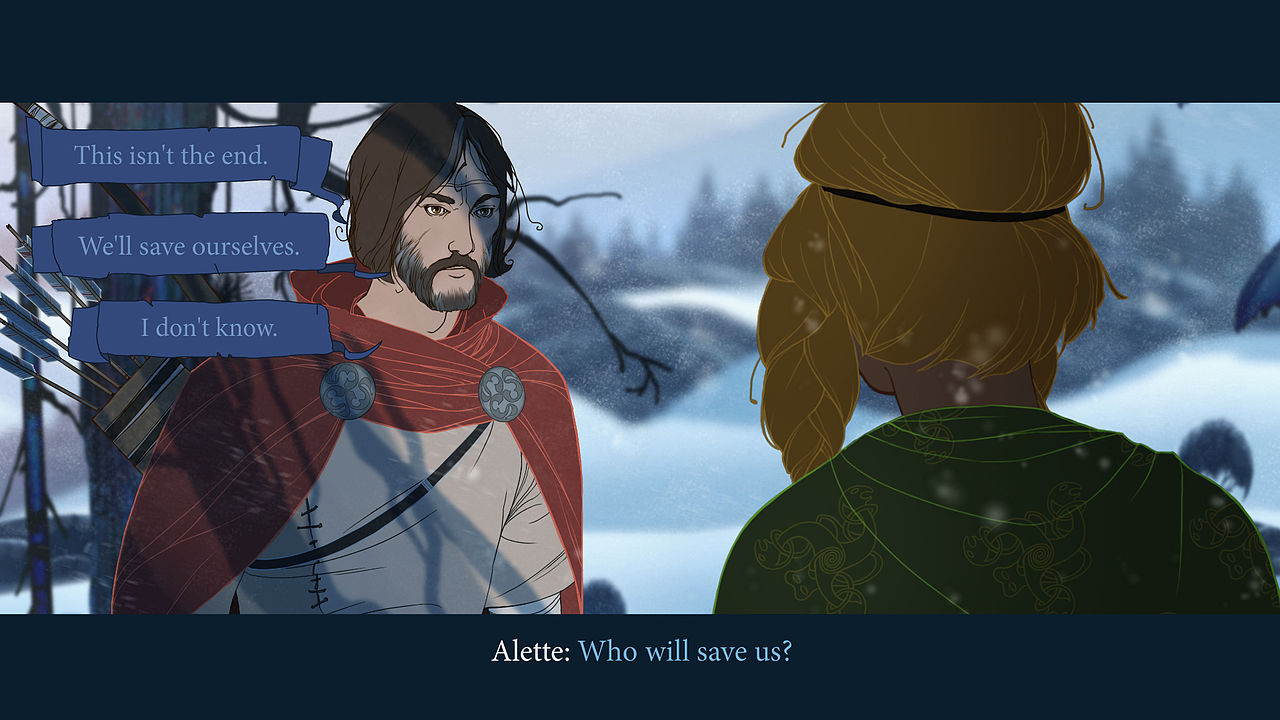 This isn't the end.
We'll save ourselves.
I don't know.
Alette: Who will save us?